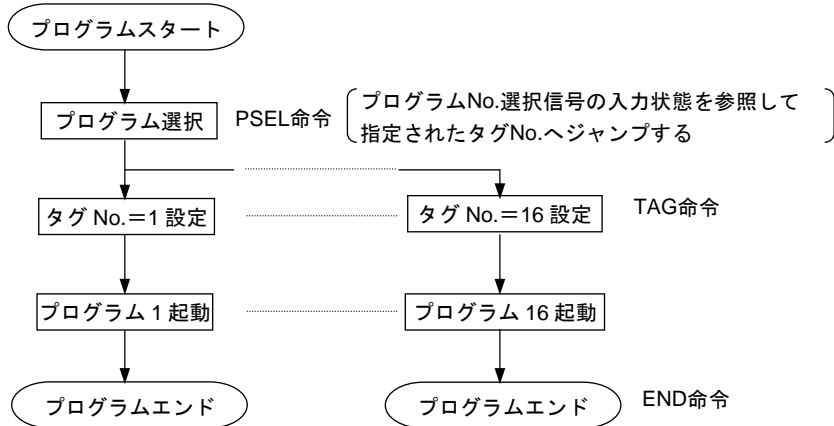 プログラムスタート
プログラム選択
PSEL命令
プログラムNo.選択信号の入力状態を参照して
指定されたタグNo.へジャンプする
タグ No.＝1 設定
タグ No.＝16 設定
TAG命令
プログラム 1 起動
プログラム 16 起動
プログラムエンド
プログラムエンド
END命令